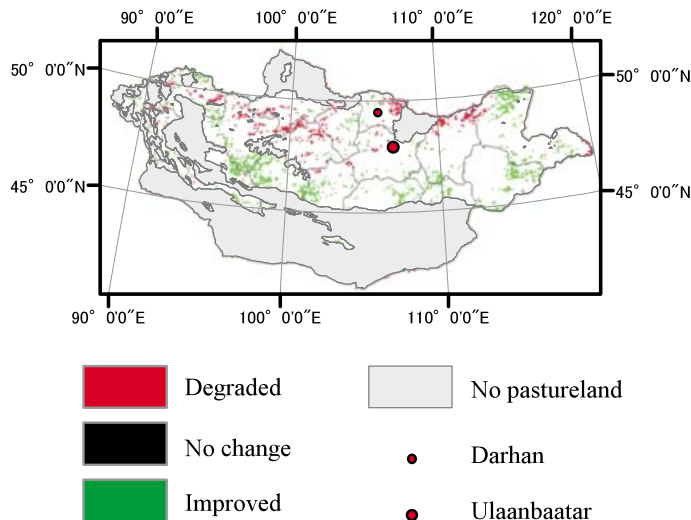 90° 0'0"E 100° 0'0"E 110° 0'0"E 120° 0'0"E
50° 0'0"N 50° 0'0"N
45° 0'0"N 45° 0'0"N
90° 0'0"E 100° 0'0"E 110° 0'0"E
Degraded No pastureland
No change Darhan
Improved Ulaanbaatar